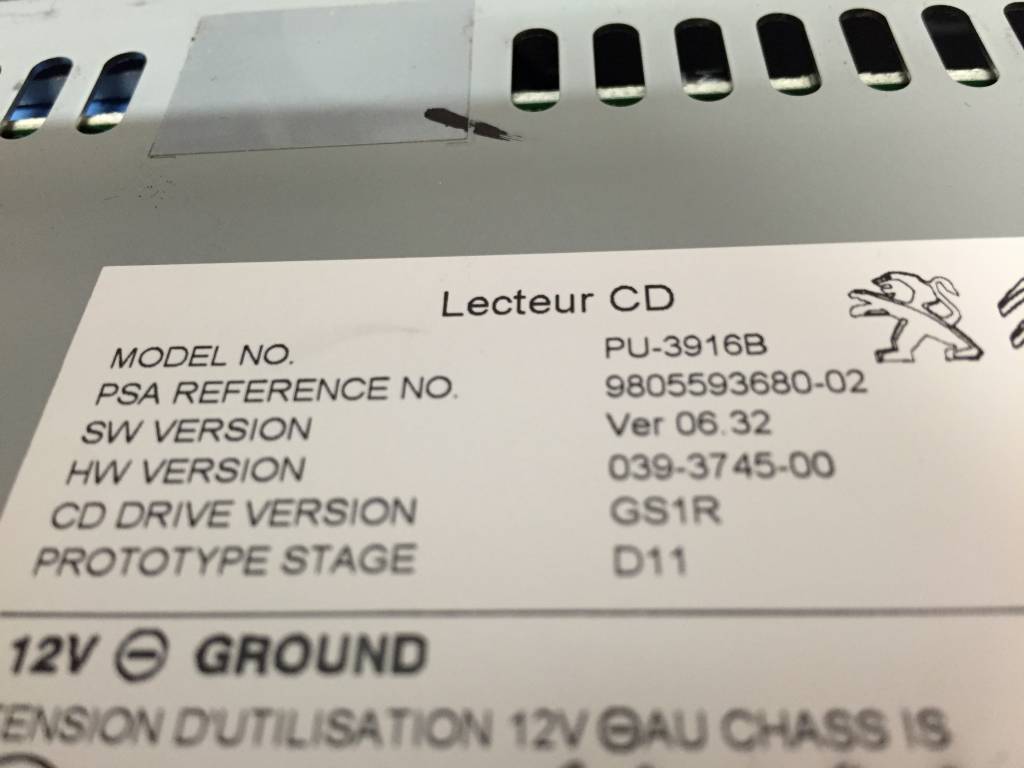 Lecteur CD
MODEL NO. PU-3916B
PSA REFERENCE NO. 9805593680-02
SW VERSION Ver 06.32
HW VERSION 039-3745-00
CD DRIVE VERSION GS1R
PROTOTYPE STAGE D11
12V ⊖ GROUND
TENSION D'UTILISATION 12V ⊖ AU CHASS IS